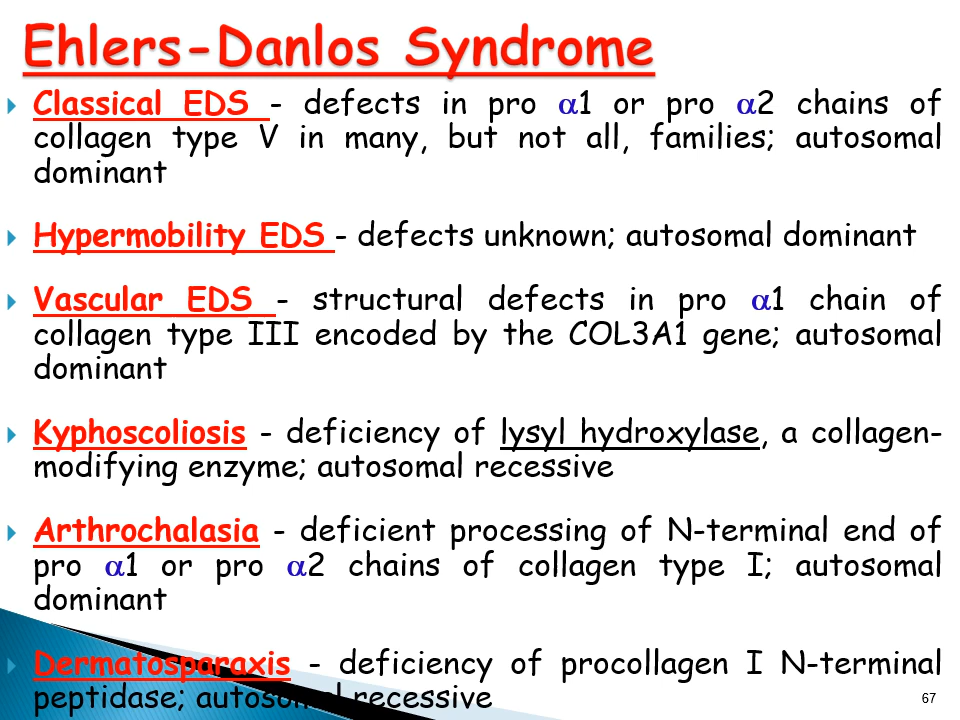 Ehlers-Danlos Syndrome
Classical EDS - defects in pro α1 or pro α2 chains of
collagen type V in many, but not all, families; autosomal
dominant
Hypermobility EDS - defects unknown; autosomal dominant
Vascular EDS - structural defects in pro α1 chain of
collagen type III encoded by the COL3A1 gene; autosomal
dominant
Kyphoscoliosis - deficiency of lysyl hydroxylase, a collagen-
modifying enzyme; autosomal recessive
Arthrochalasia - deficient processing of N-terminal end of
pro α1 or pro α2 chains of collagen type I; autosomal
dominant
Dermatosparaxis - deficiency of procollagen I N-terminal
peptidase; autosomal recessive
67